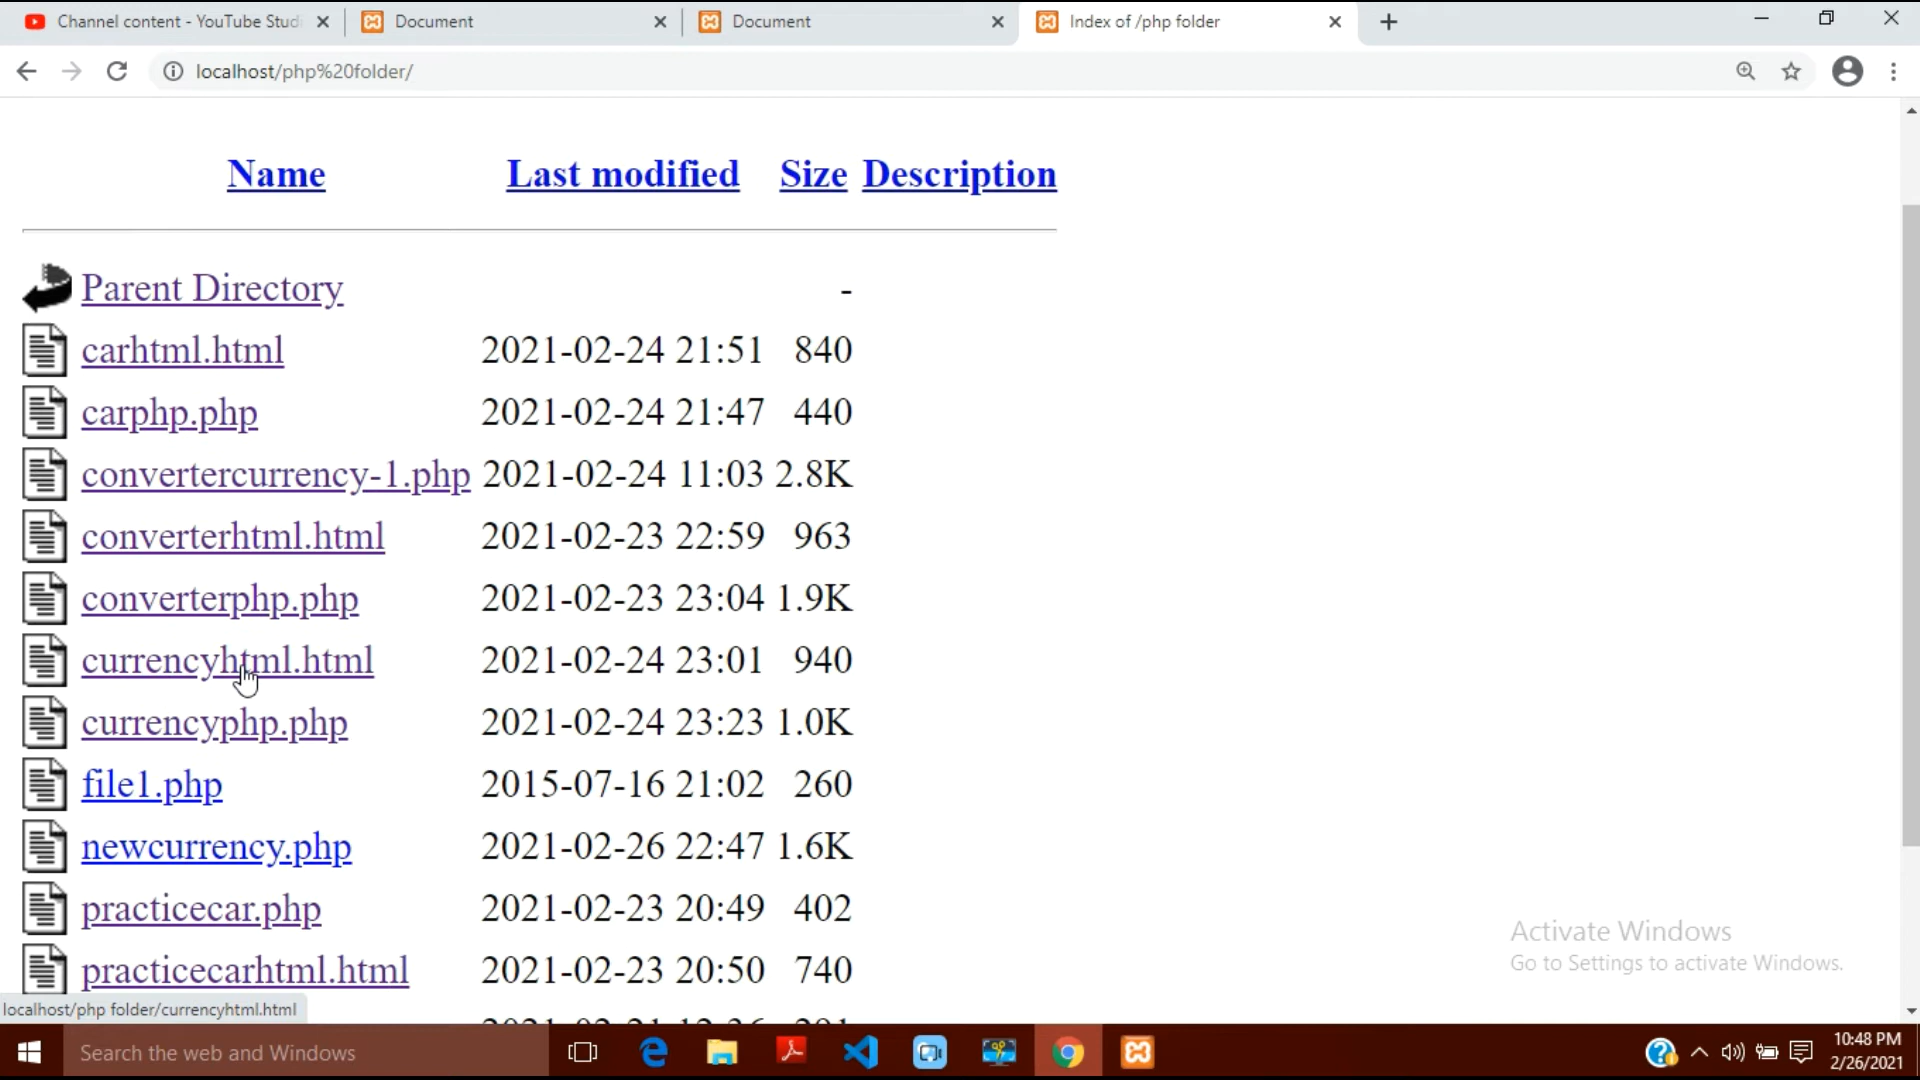 Channel content - YouTube Studi
Document
Document
Index of /php folder
localhost/php%20folder/
Name Last modified Size Description
Parent Directory -
carhtml.html 2021-02-24 21:51 840
carphp.php 2021-02-24 21:47 440
convertercurrency-1.php 2021-02-24 11:03 2.8K
converterhtml.html 2021-02-23 22:59 963
converterphp.php 2021-02-23 23:04 1.9K
currencyhtml.html 2021-02-24 23:01 940
currencyphp.php 2021-02-24 23:23 1.0K
file1.php 2015-07-16 21:02 260
newcurrency.php 2021-02-26 22:47 1.6K
practicecar.php 2021-02-23 20:49 402
practicecarhtml.html 2021-02-23 20:50 740
Activate Windows
Go to Settings to activate Windows.
localhost/php folder/currencyhtml.html
Search the web and Windows
10:48 PM
2/26/2021